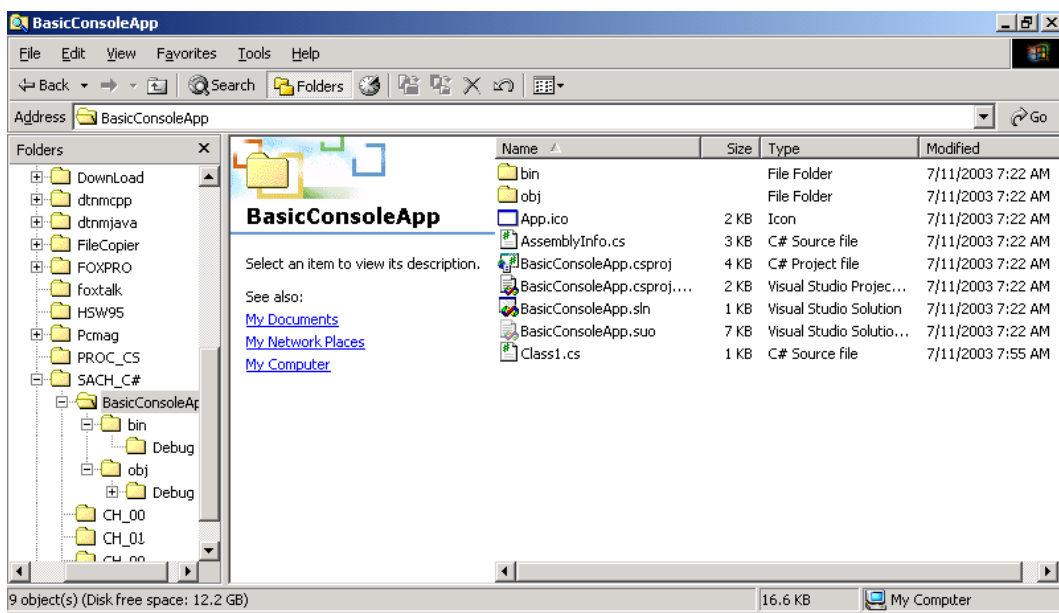 BasicConsoleApp
File Edit View Favorites Tools Help
Back Search Folders
Address BasicConsoleApp Go
Folders x
DownLoad
dtnmcpp
dtnmjava
FileCopier
FOXPRO
foxtalk
HSW95
Pcmag
PROC_CS
SACH_C#
BasicConsoleAp
bin
Debug
obj
Debug
CH_00
CH_01
BasicConsoleApp
Select an item to view its description.
See also:
My Documents
My Network Places
My Computer
Name Size Type Modified
bin File Folder 7/11/2003 7:22 AM
obj File Folder 7/11/2003 7:22 AM
App.ico 2 KB Icon 7/11/2003 7:22 AM
AssemblyInfo.cs 3 KB C# Source file 7/11/2003 7:22 AM
BasicConsoleApp.csproj 4 KB C# Project file 7/11/2003 7:22 AM
BasicConsoleApp.csproj.... 2 KB Visual Studio Projec... 7/11/2003 7:22 AM
BasicConsoleApp.sln 1 KB Visual Studio Solution 7/11/2003 7:22 AM
BasicConsoleApp.suo 7 KB Visual Studio Solutio... 7/11/2003 7:22 AM
Class1.cs 1 KB C# Source file 7/11/2003 7:55 AM
9 object(s) (Disk free space: 12.2 GB) 16.6 KB My Computer